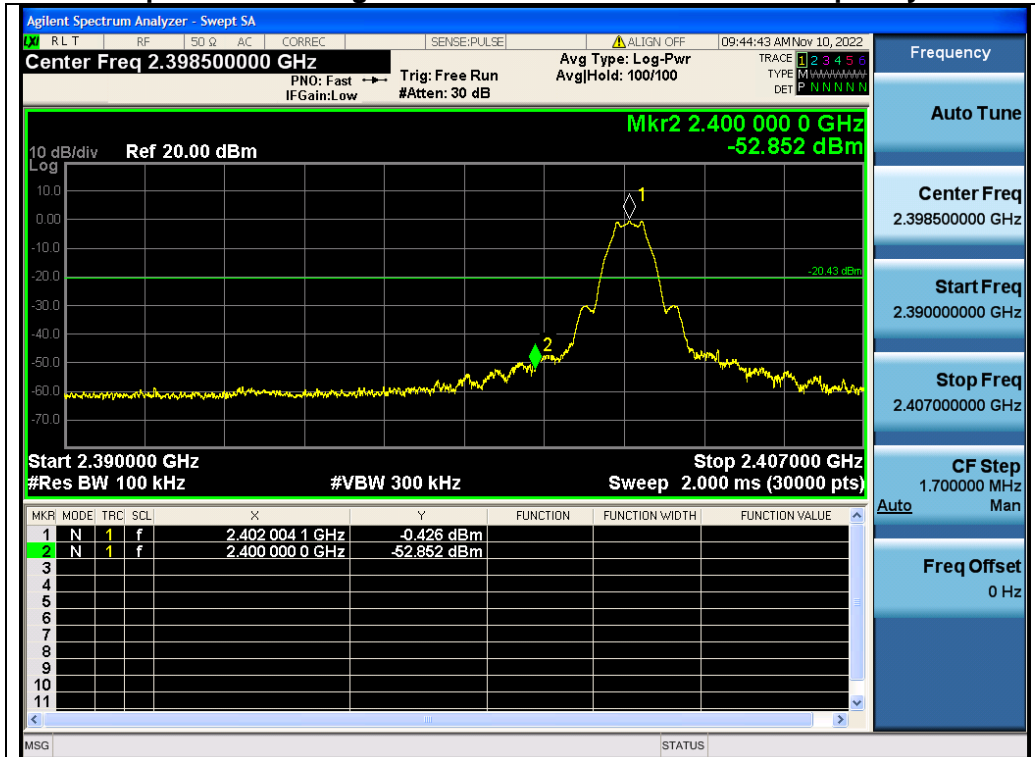 Agilent Spectrum Analyzer - Swept SA
LXI RLT RF 50 Ω AC CORREC SENSE:PULSE ALIGN OFF 09:44:43 AM Nov 10, 2022
Center Freq 2.398500000 GHz
PNO: Fast
IFGain:Low
Trig: Free Run
#Atten: 30 dB
Avg Type: Log-Pwr
Avg|Hold: 100/100
TRACE 1 2 3 4 5 6
TYPE M WWWWW
DET P N N N N N
Mkr2 2.400 000 0 GHz
-52.852 dBm
10 dB/div Ref 20.00 dBm
Log
10.0
0.00
-10.0
-20.0
-30.0
-40.0
-50.0
-60.0
-70.0
1
-20.43 dBm
2
Start 2.390000 GHz Stop 2.407000 GHz
#Res BW 100 kHz #VBW 300 kHz Sweep 2.000 ms (30000 pts)
MKR MODE TRC SCL X Y FUNCTION FUNCTION WIDTH FUNCTION VALUE
1 N 1 f 2.402 004 1 GHz -0.426 dBm
2 N 1 f 2.400 000 0 GHz -52.852 dBm
3
4
5
6
7
8
9
10
11
MSG STATUS
Frequency
Auto Tune
Center Freq
2.398500000 GHz
Start Freq
2.390000000 GHz
Stop Freq
2.407000000 GHz
CF Step
1.700000 MHz
Auto Man
Freq Offset
0 Hz